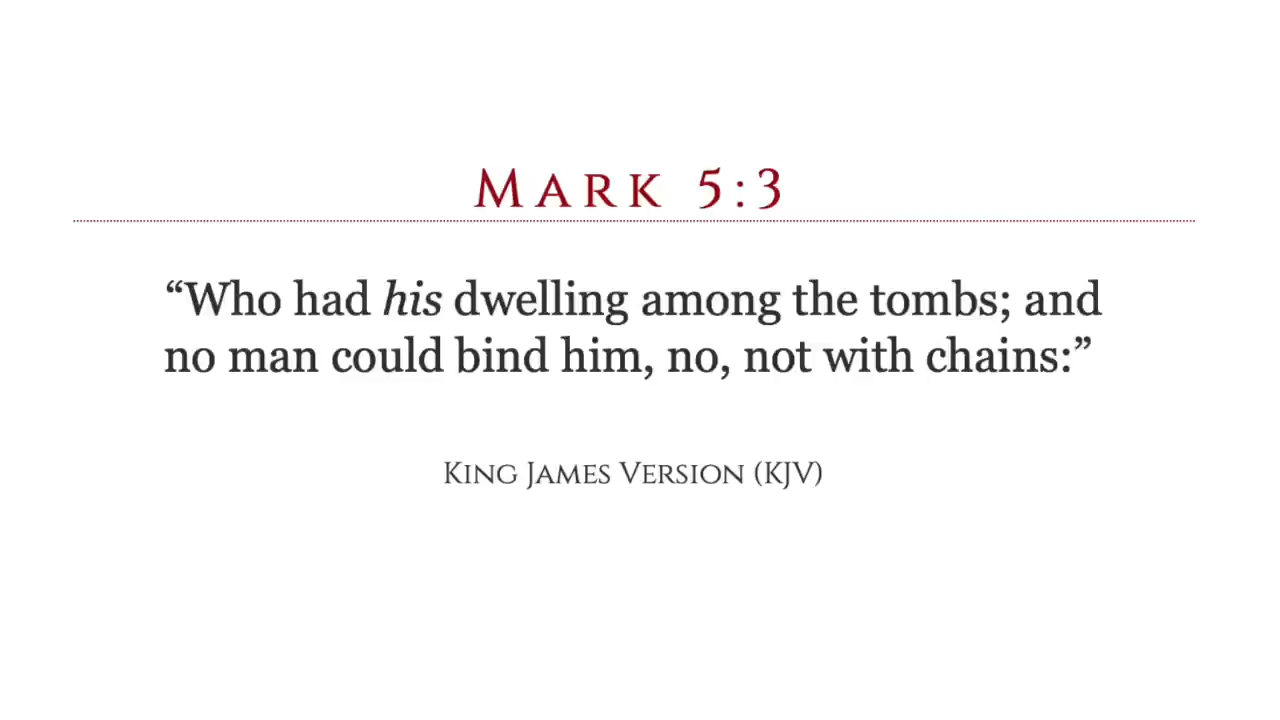 Mark 5:3
“Who had his dwelling among the tombs; and
no man could bind him, no, not with chains:”
King James Version (KJV)